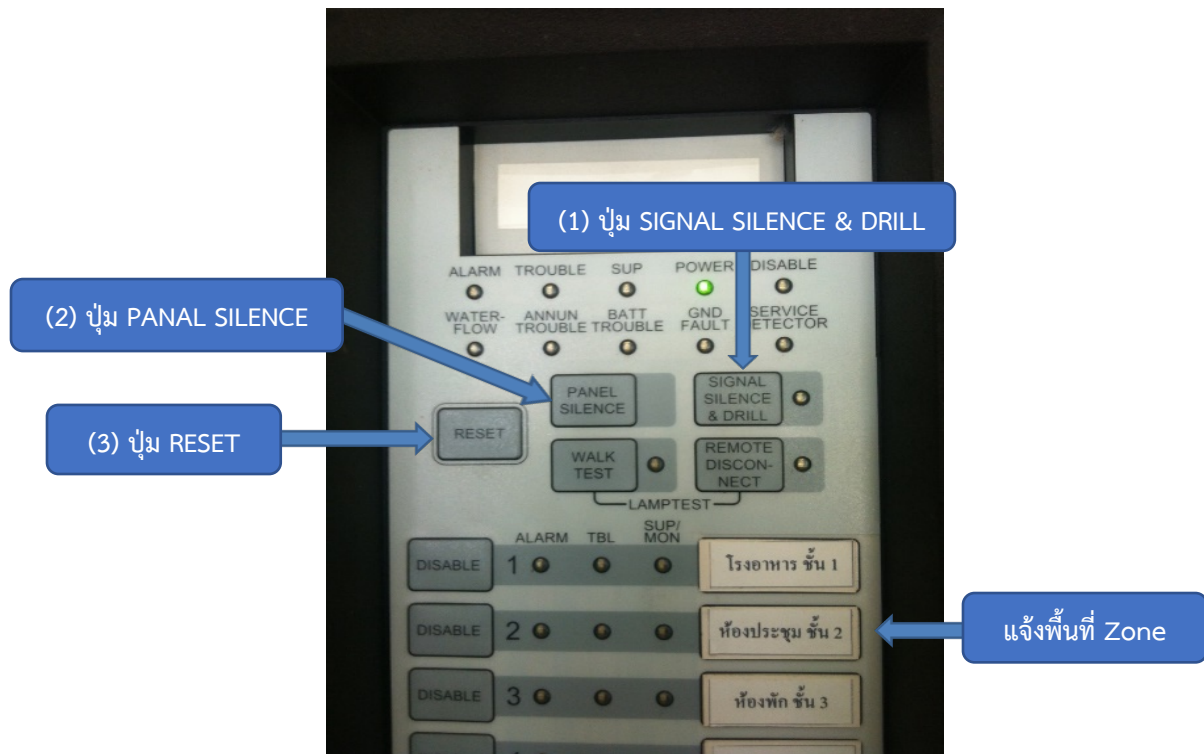 (1) ปุ่ม SIGNAL SILENCE & DRILL
ALARM TROUBLE SUP POWER DISABLE
(2) ปุ่ม PANAL SILENCE
WATER-
FLOW
ANNUN
TROUBLE
BATT
TROUBLE
GND
FAULT
SERVICE
DETECTOR
PANEL
SILENCE
SIGNAL
SILENCE
& DRILL
(3) ปุ่ม RESET
RESET
WALK
TEST
REMOTE
DISCON-
NECT
LAMPTEST
ALARM TBL SUP/
MON
DISABLE 1 โรงอาหาร ชั้น 1
DISABLE 2 ห้องประชุม ชั้น 2
แจ้งพื้นที่ Zone
DISABLE 3 ห้องพัก ชั้น 3